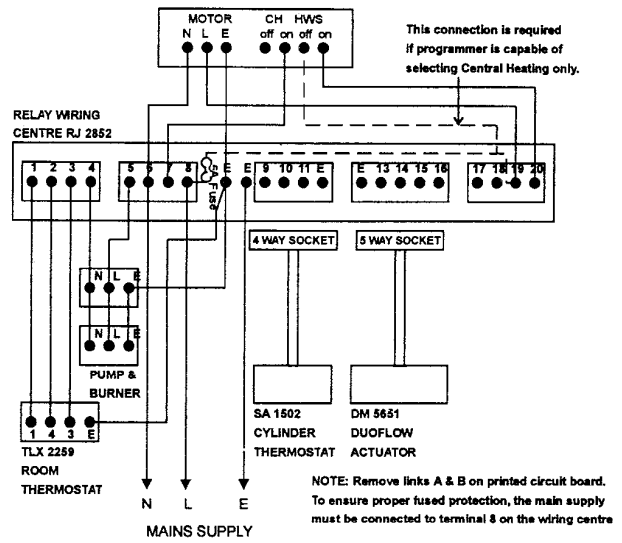 MOTOR CH HWS
N L E off on off on
This connection is required
if programmer is capable of
selecting Central Heating only.
RELAY WIRING
CENTRE RJ 2852
1 2 3 4 5 6 7 8 5A Fuse E E 9 10 11 E E 13 14 15 16 17 18 19 20
4 WAY SOCKET 5 WAY SOCKET
N L E
N L E
PUMP &
BURNER
1 4 3 E
TLX 2259
ROOM
THERMOSTAT
SA 1502
CYLINDER
THERMOSTAT
DM 5651
DUOFLOW
ACTUATOR
N L E
MAINS SUPPLY
NOTE: Remove links A & B on printed circuit board.
To ensure proper fused protection, the main supply
must be connected to terminal 8 on the wiring centre